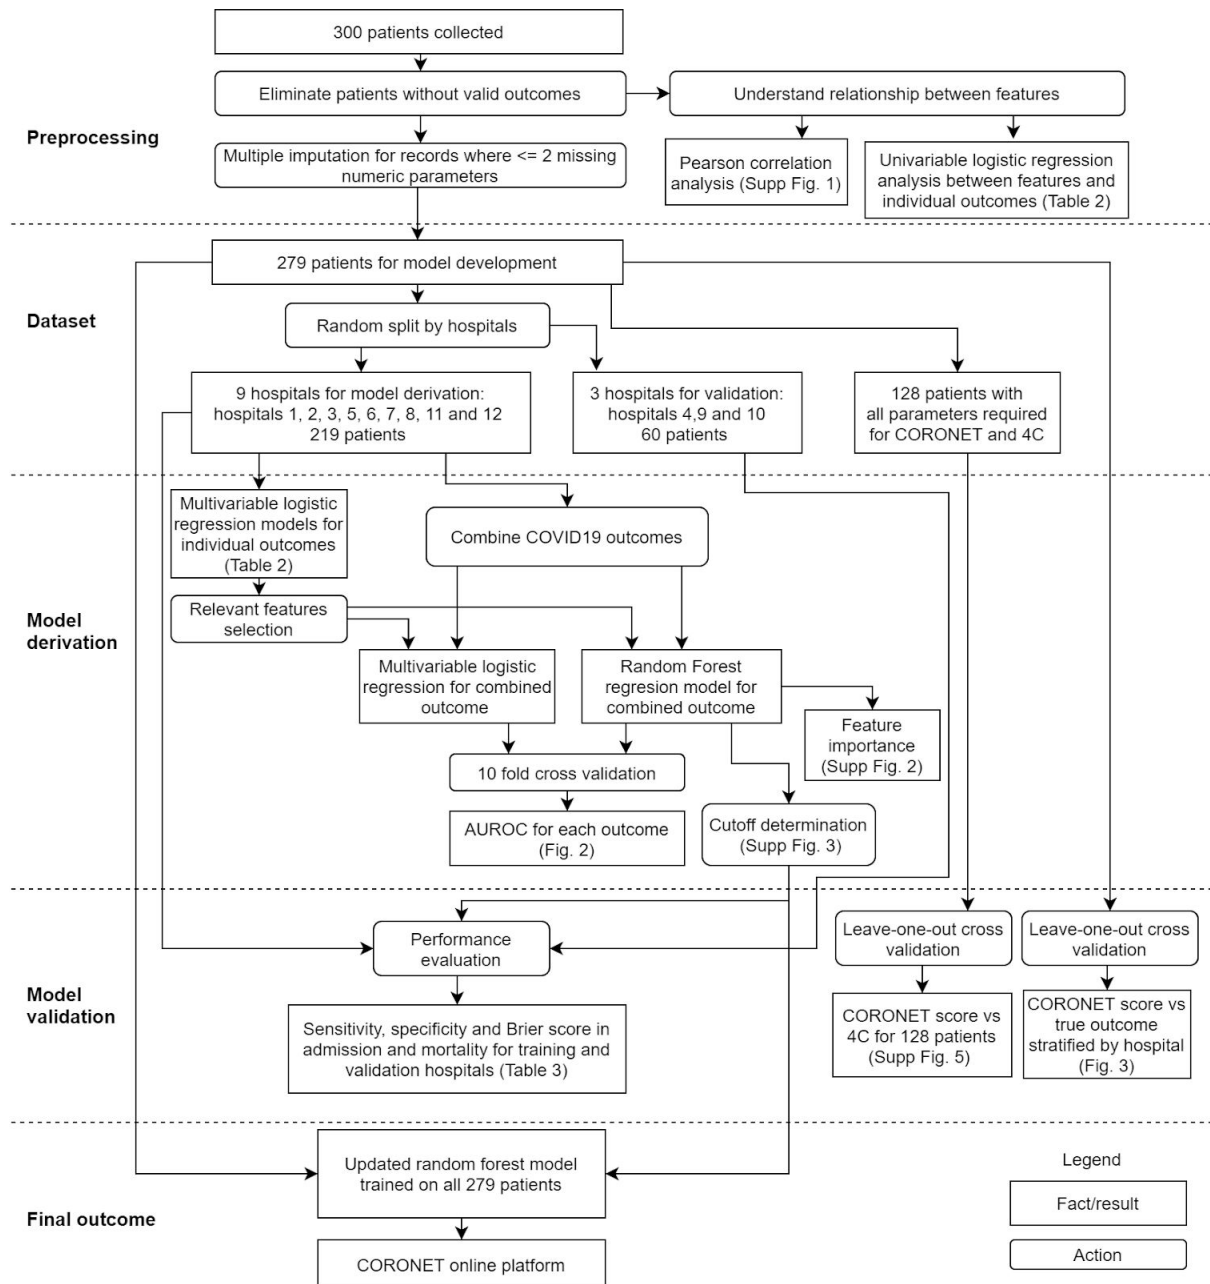 300 patients collected
Eliminate patients without valid outcomes
Understand relationship between features
Preprocessing
Multiple imputation for records where <= 2 missing
numeric parameters
Pearson correlation
analysis (Supp Fig. 1)
Univariable logistic regression
analysis between features and
individual outcomes (Table 2)
279 patients for model development
Dataset
Random split by hospitals
9 hospitals for model derivation:
hospitals 1, 2, 3, 5, 6, 7, 8, 11 and 12
219 patients
3 hospitals for validation:
hospitals 4,9 and 10
60 patients
128 patients with
all parameters required
for CORONET and 4C
Multivariable logistic
regression models for
individual outcomes
(Table 2)
Combine COVID19 outcomes
Model
derivation
Relevant features
selection
Multivariable logistic
regression for combined
outcome
Random Forest
regresion model for
combined outcome
Feature
importance
(Supp Fig. 2)
10 fold cross validation
AUROC for each outcome
(Fig. 2)
Cutoff determination
(Supp Fig. 3)
Model
validation
Performance
evaluation
Leave-one-out cross
validation
Leave-one-out cross
validation
Sensitivity, specificity and Brier score in
admission and mortality for training and
validation hospitals (Table 3)
CORONET score vs
4C for 128 patients
(Supp Fig. 5)
CORONET score vs
true outcome
stratified by hospital
(Fig. 3)
Final outcome
Updated random forest model
trained on all 279 patients
CORONET online platform
Legend
Fact/result
Action